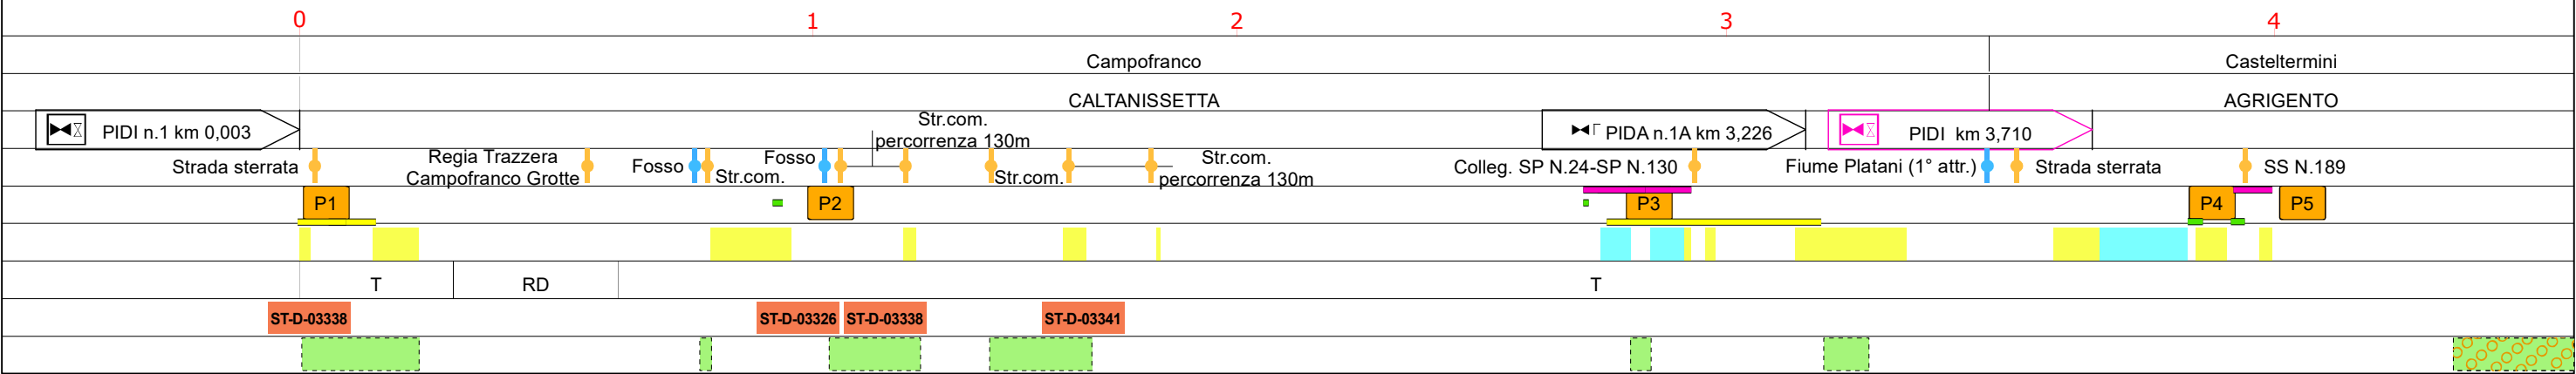 0 1 2 3 4
Campofranco Casteltermini
CALTANISSETTA AGRIGENTO
PIDI n.1 km 0,003
Str.com.
percorrenza 130m
PIDA n.1A km 3,226
PIDI km 3,710
Strada sterrata
Regia Trazzera
Campofranco Grotte
Fosso
Str.com.
Fosso
Str.com.
Str.com.
percorrenza 130m
Colleg. SP N.24-SP N.130
Fiume Platani (1° attr.)
Strada sterrata
SS N.189
P1 P2 P3 P4 P5
T RD T
ST-D-03338 ST-D-03326 ST-D-03338 ST-D-03341